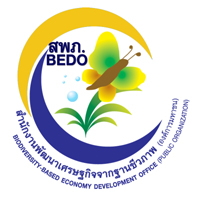 สพภ.
BEDO
สำนักงานพัฒนาเศรษฐกิจจากฐานชีวภาพ (องค์การมหาชน)
BIODIVERSITY-BASED ECONOMY DEVELOPMENT OFFICE (PUBLIC ORGANIZATION)